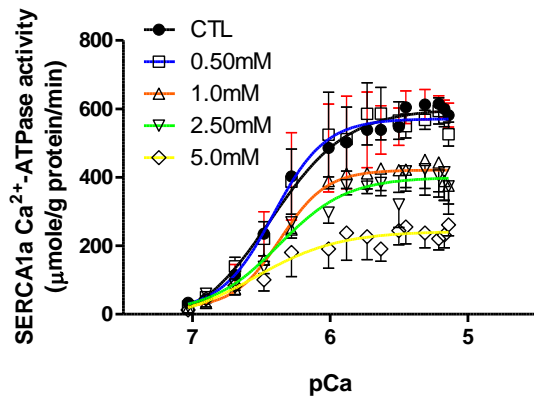 CTL
0.50mM
1.0mM
2.50mM
5.0mM
SERCA1a Ca²⁺-ATPase activity
(μmole/g protein/min)
800
600
400
200
0
7
6
5
pCa